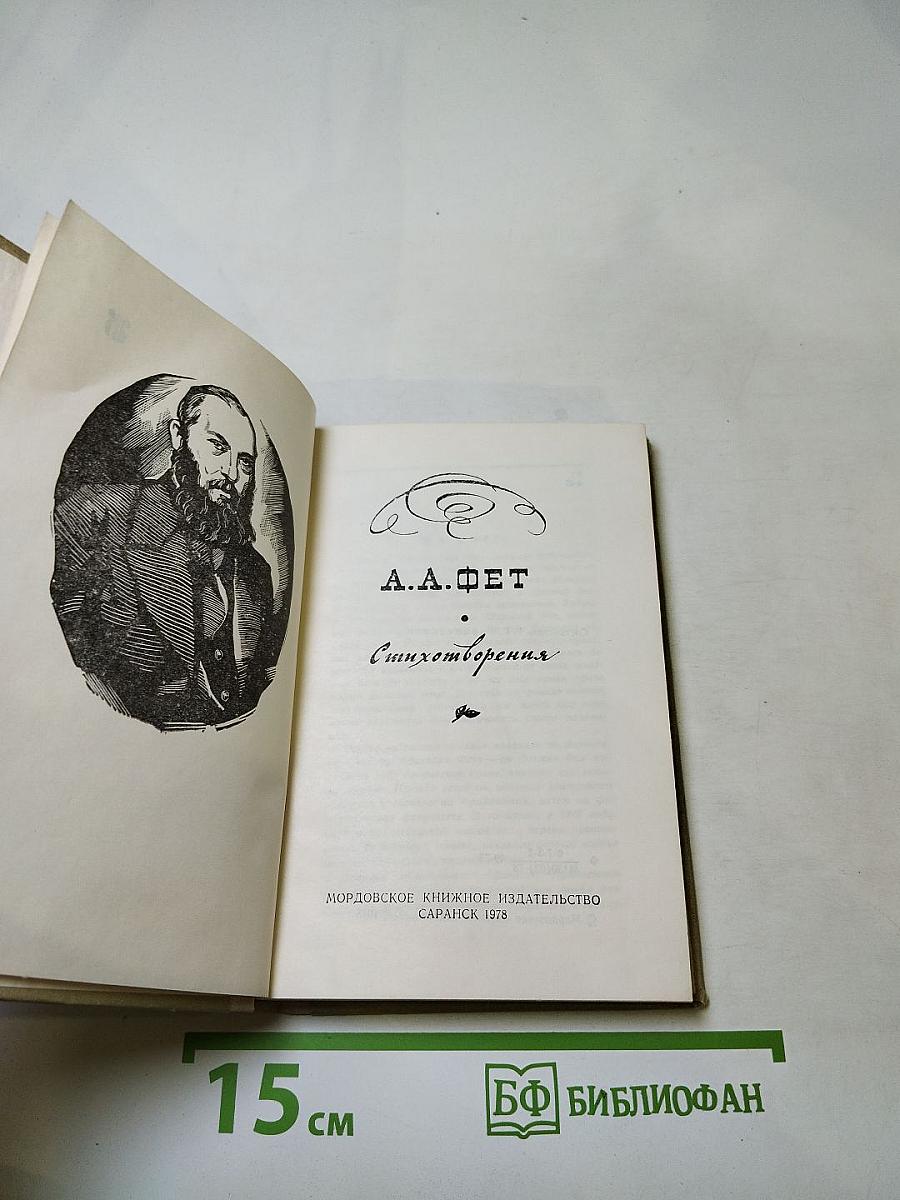 А.А.ФЕТ
Стихотворения
МОРДОВСКОЕ КНИЖНОЕ ИЗДАТЕЛЬСТВО
САРАНСК 1978
15 см
БФ БИБЛИОФАН